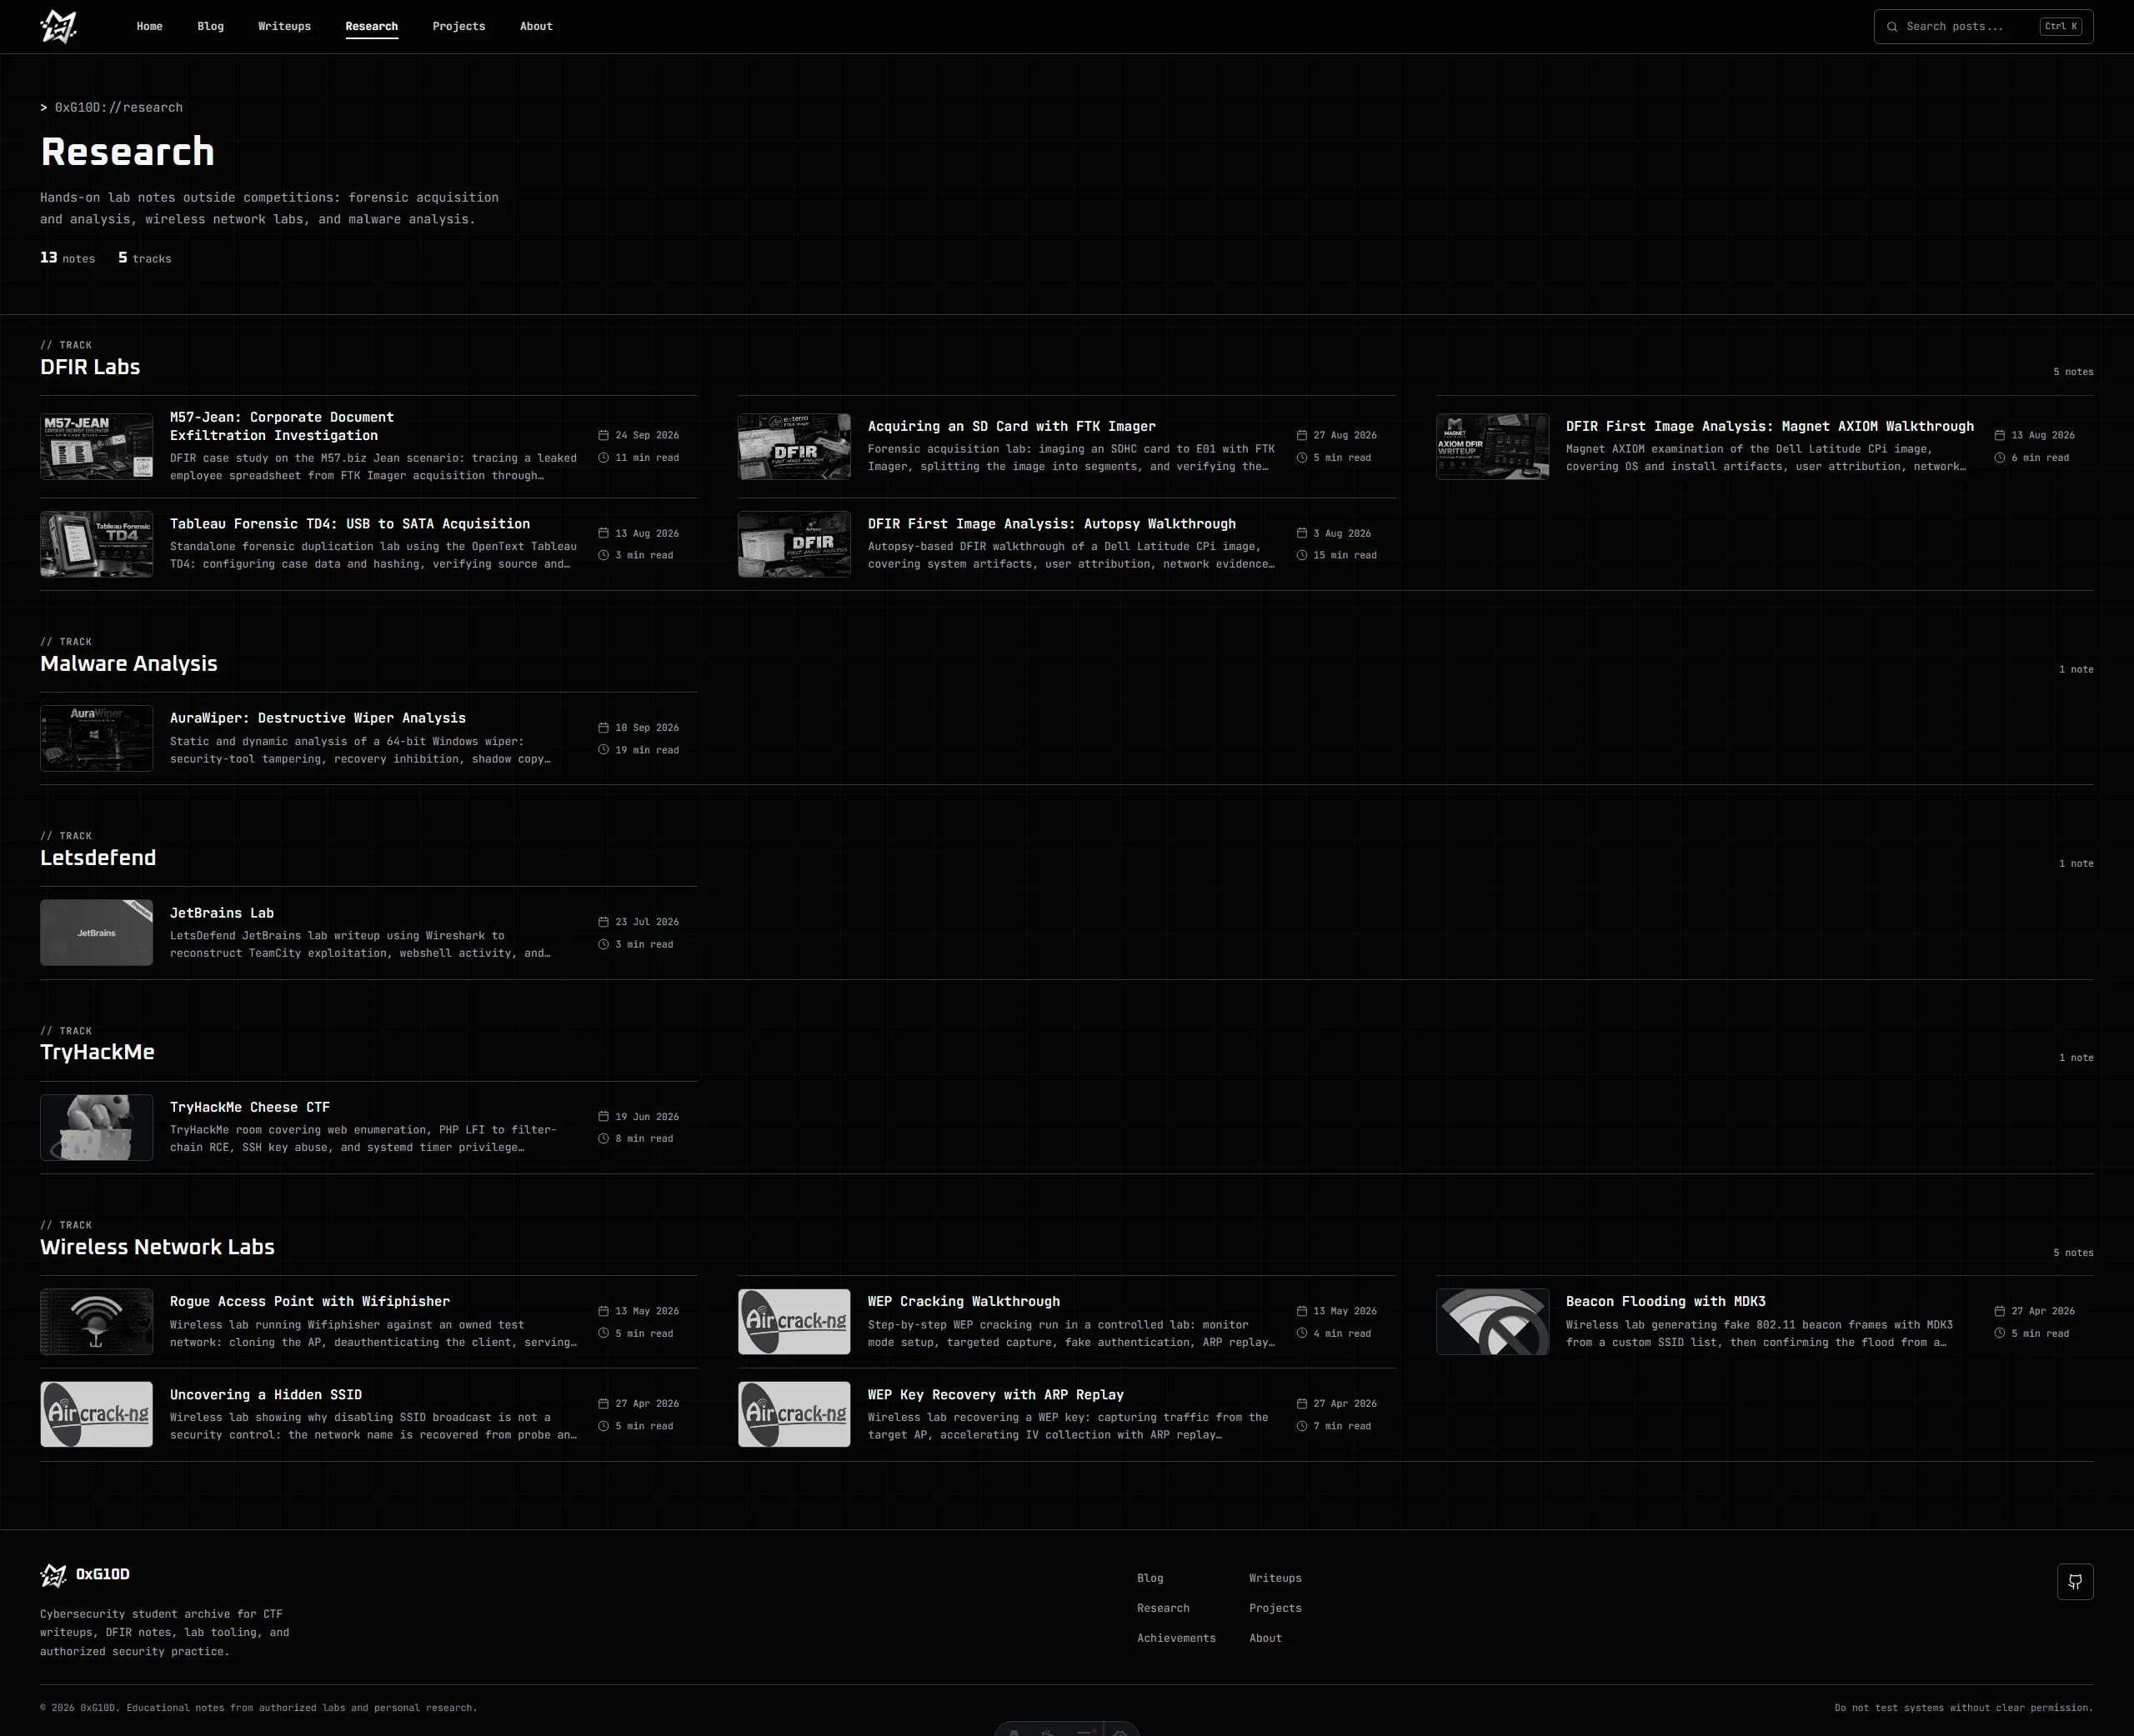 Home
Blog
Writeups
Research
Projects
About
Search posts...
Ctrl K
> 0xG10D://research
Research
Hands-on lab notes outside competitions: forensic acquisition
and analysis, wireless network labs, and malware analysis.
13 notes 5 tracks
// TRACK
DFIR Labs
5 notes
M57-JEAN
M57-Jean: Corporate Document
Exfiltration Investigation
DFIR case study on the M57.biz Jean scenario: tracing a leaked
employee spreadsheet from FTK Imager acquisition through…
24 Sep 2026
11 min read
exterro
DFIR
FIRST IMAGE ANALYSIS
Acquiring an SD Card with FTK Imager
Forensic acquisition lab: imaging an SDHC card to E01 with FTK
Imager, splitting the image into segments, and verifying the…
27 Aug 2026
5 min read
MAGNET
AXIOM DFIR
WRITEUP
DFIR First Image Analysis: Magnet AXIOM Walkthrough
Magnet AXIOM examination of the Dell Latitude CPi image,
covering OS and install artifacts, user attribution, network…
13 Aug 2026
6 min read
Tableau Forensic
TD4
Tableau Forensic TD4: USB to SATA Acquisition
Standalone forensic duplication lab using the OpenText Tableau
TD4: configuring case data and hashing, verifying source and…
13 Aug 2026
3 min read
DFIR
FIRST IMAGE ANALYSIS
DFIR First Image Analysis: Autopsy Walkthrough
Autopsy-based DFIR walkthrough of a Dell Latitude CPi image,
covering system artifacts, user attribution, network evidence…
3 Aug 2026
15 min read
// TRACK
Malware Analysis
1 note
AuraWiper
AuraWiper: Destructive Wiper Analysis
Static and dynamic analysis of a 64-bit Windows wiper:
security-tool tampering, recovery inhibition, shadow copy…
10 Sep 2026
19 min read
// TRACK
Letsdefend
1 note
JetBrains
Premium
JetBrains Lab
LetsDefend JetBrains lab writeup using Wireshark to
reconstruct TeamCity exploitation, webshell activity, and…
23 Jul 2026
3 min read
// TRACK
TryHackMe
1 note
TryHackMe Cheese CTF
TryHackMe room covering web enumeration, PHP LFI to filter-
chain RCE, SSH key abuse, and systemd timer privilege…
19 Jun 2026
8 min read
// TRACK
Wireless Network Labs
5 notes
Rogue Access Point with Wifiphisher
Wireless lab running Wifiphisher against an owned test
network: cloning the AP, deauthenticating the client, serving…
13 May 2026
5 min read
Aircrack-ng
WEP Cracking Walkthrough
Step-by-step WEP cracking run in a controlled lab: monitor
mode setup, targeted capture, fake authentication, ARP replay…
13 May 2026
4 min read
Beacon Flooding with MDK3
Wireless lab generating fake 802.11 beacon frames with MDK3
from a custom SSID list, then confirming the flood from a…
27 Apr 2026
5 min read
Aircrack-ng
Uncovering a Hidden SSID
Wireless lab showing why disabling SSID broadcast is not a
security control: the network name is recovered from probe an…
27 Apr 2026
5 min read
Aircrack-ng
WEP Key Recovery with ARP Replay
Wireless lab recovering a WEP key: capturing traffic from the
target AP, accelerating IV collection with ARP replay…
27 Apr 2026
7 min read
0xG10D
Cybersecurity student archive for CTF
writeups, DFIR notes, lab tooling, and
authorized security practice.
Blog
Writeups
Research
Projects
Achievements
About
© 2026 0xG10D. Educational notes from authorized labs and personal research.
Do not test systems without clear permission.